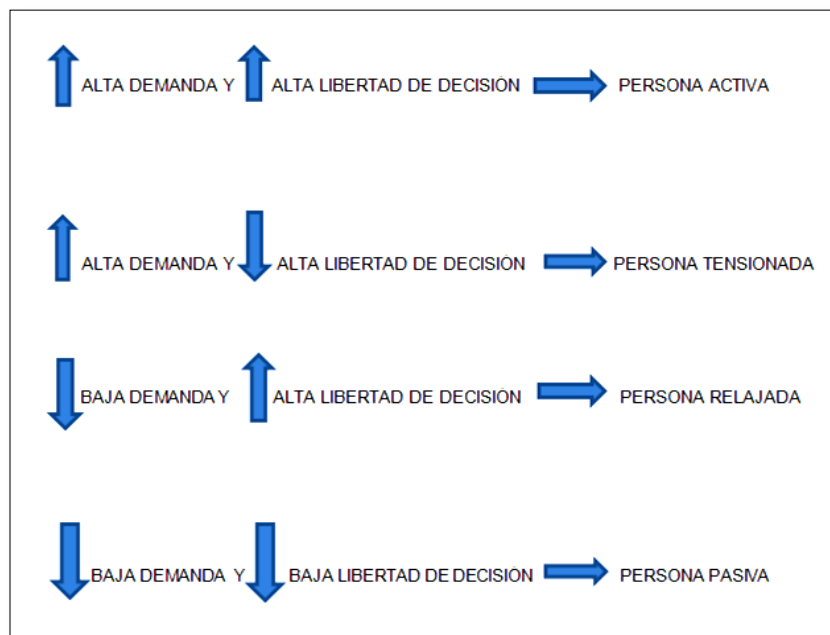 ALTA DEMANDA Y ALTA LIBERTAD DE DECISIÓN PERSONA ACTIVA
ALTA DEMANDA Y ALTA LIBERTAD DE DECISIÓN PERSONA TENSIONADA
BAJA DEMANDA Y ALTA LIBERTAD DE DECISIÓN PERSONA RELAJADA
BAJA DEMANDA Y BAJA LIBERTAD DE DECISIÓN PERSONA PASIVA